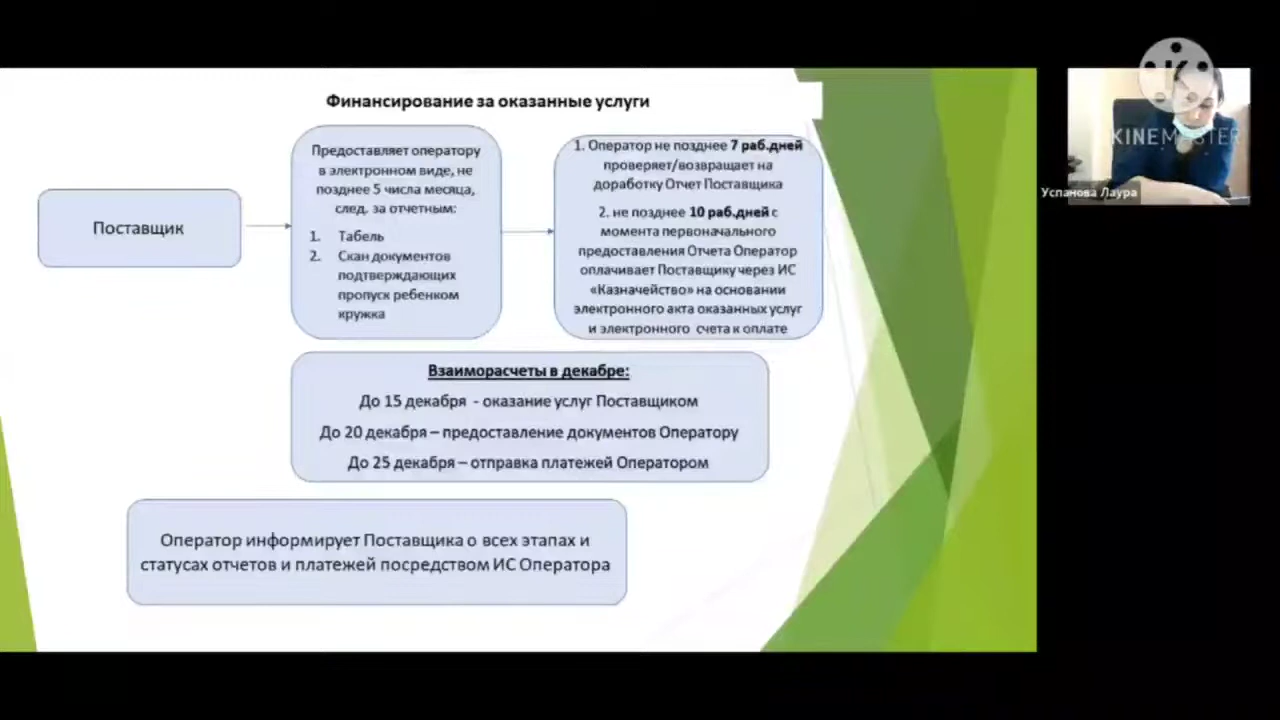 Финансирование за оказанные услуги
Поставщик
Предоставляет оператору
в электронном виде, не
позднее 5 числа месяца,
след. за отчетным:
1. Табель
2. Скан документов
подтверждающих
пропуск ребенком
кружка
1. Оператор не позднее 7 раб.дней
проверяет/возвращает на
доработку Отчет Поставщика
2. не позднее 10 раб.дней с
момента первоначального
предоставления Отчета Оператор
оплачивает Поставщику через ИС
«Казначейство» на основании
электронного акта оказанных услуг
и электронного счета к оплате
Взаиморасчеты в декабре:
До 15 декабря - оказание услуг Поставщиком
До 20 декабря – предоставление документов Оператору
До 25 декабря – отправка платежей Оператором
Оператор информирует Поставщика о всех этапах и
статусах отчетов и платежей посредством ИС Оператора
KINEMASTER
Успанова Лаура